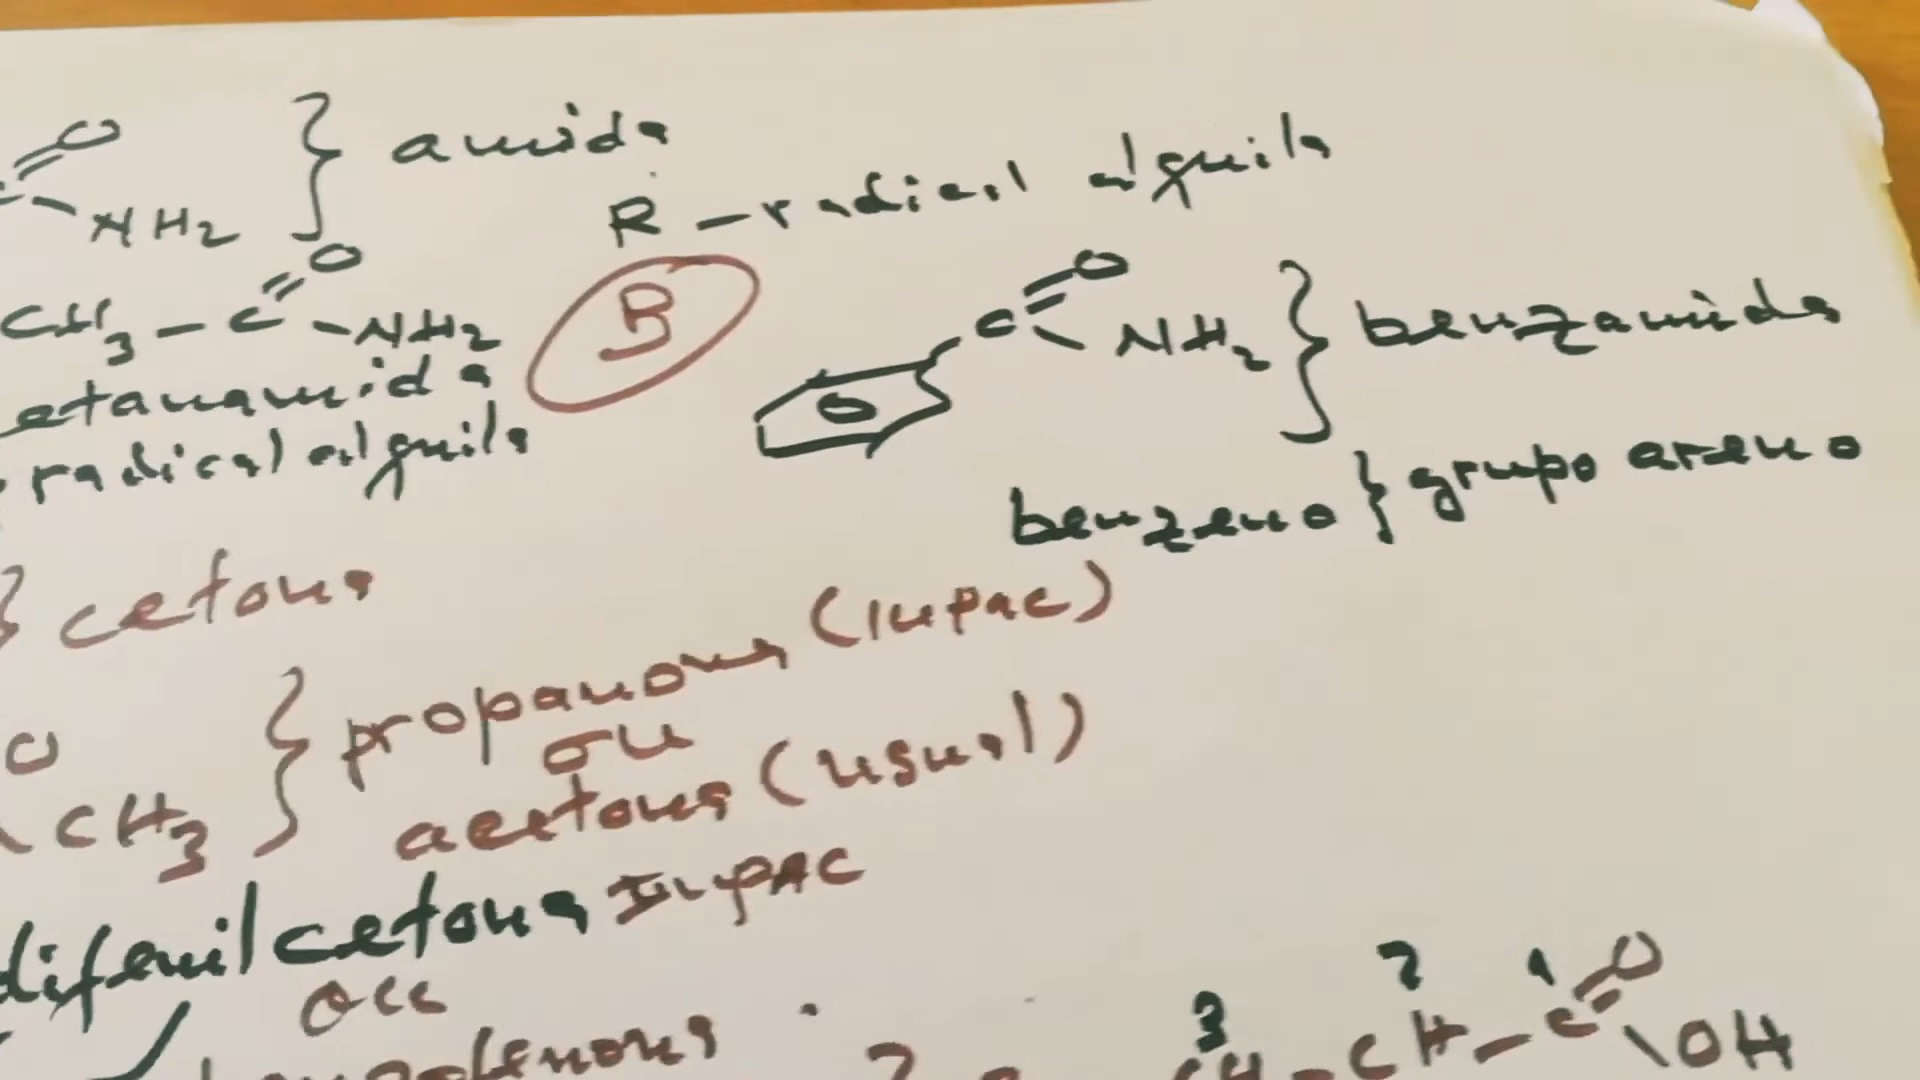 O } amida
NH2
R - radical alquila
O
CH3 - C - NH2
etanamida
radical alquila
B
O
C
NH2 } benzamida
benzeno } grupo areno
} cetona
O
CH3 } propanona (IUPAC)
ou
acetona (usual)
difenilcetona IUPAC
ou
3 2 1
CH - C O
OH